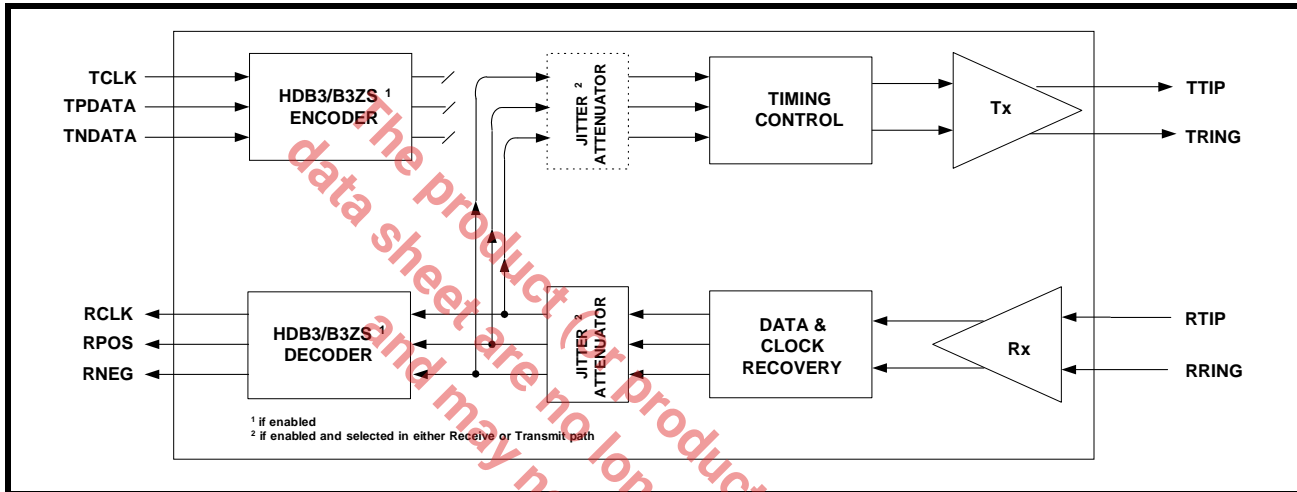 TCLK
TPDATA
TNDATA
HDB3/B3ZS 1
ENCODER
JITTER 2
ATTENUATOR
TIMING
CONTROL
Tx
TTIP
TRING
RCLK
RPOS
RNEG
HDB3/B3ZS 1
DECODER
JITTER 2
ATTENUATOR
DATA &
CLOCK
RECOVERY
Rx
RTIP
RRING
1 if enabled
2 if enabled and selected in either Receive or Transmit path
The product (or product
data sheet are no lon
and may n